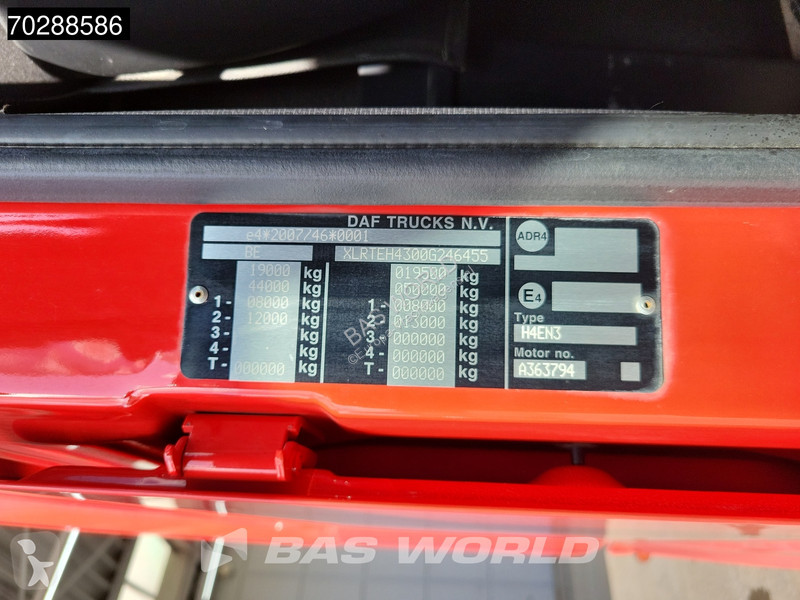 70288586
DAF TRUCKS N.V.
e4*2007/46*0001
BE XLRTEH4300G246455
19000 kg 019500 kg
44000 kg 050000 kg
1- 08000 kg 1- 008000 kg
2- 12000 kg 2- 013000 kg
3- kg 3- 000000 kg
4- kg 4- 000000 kg
T- 000000 kg T- 000000 kg
ADR4
E4
Type
H4EN3
Motor no.
A363794
BAS WORLD